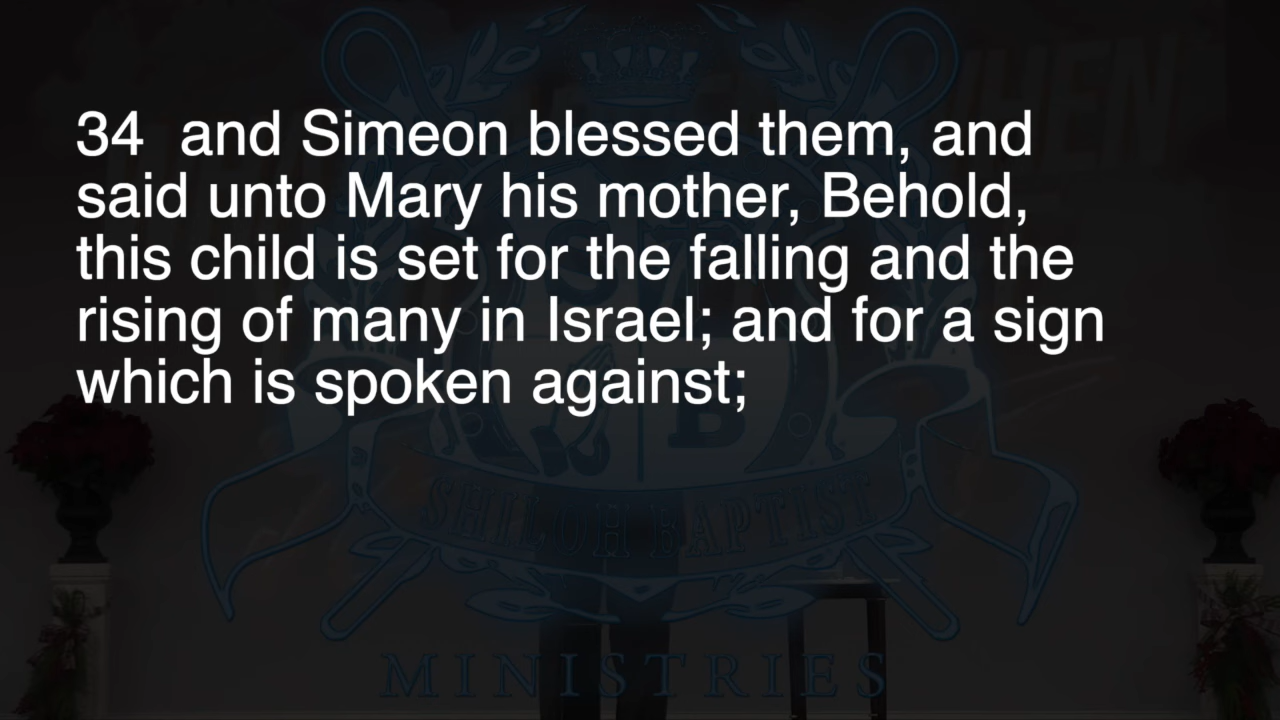 34  and Simeon blessed them, and
said unto Mary his mother, Behold,
this child is set for the falling and the
rising of many in Israel; and for a sign
which is spoken against;
S
B
SHILOH BAPTIST
MINISTRIES